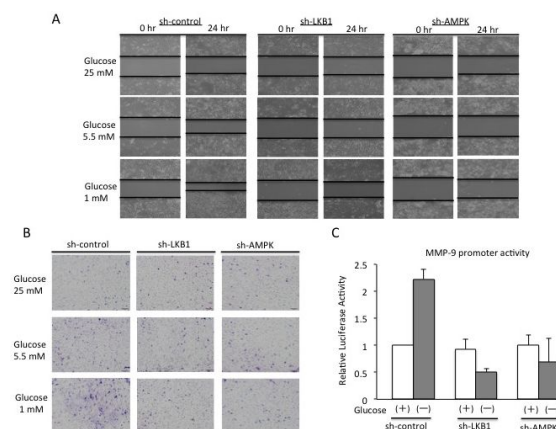 A
sh-control sh-LKB1 sh-AMPK
0 hr 24 hr 0 hr 24 hr 0 hr 24 hr
Glucose
25 mM
Glucose
5.5 mM
Glucose
1 mM
B
sh-control sh-LKB1 sh-AMPK
Glucose
25 mM
Glucose
5.5 mM
Glucose
1 mM
C
MMP-9 promoter activity
Relative Luciferase Activity
2.5
2
1.5
1
0.5
0
Glucose (+) (—) (+) (—) (+) (—)
sh-control sh-LKB1 sh-AMPK